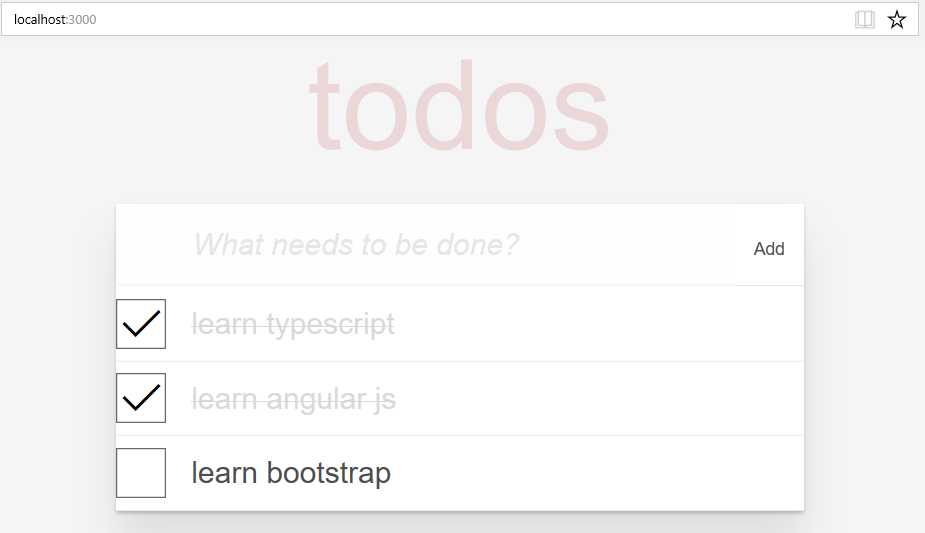 localhost:3000
todos
What needs to be done?
Add
learn typescript
learn angular js
learn bootstrap